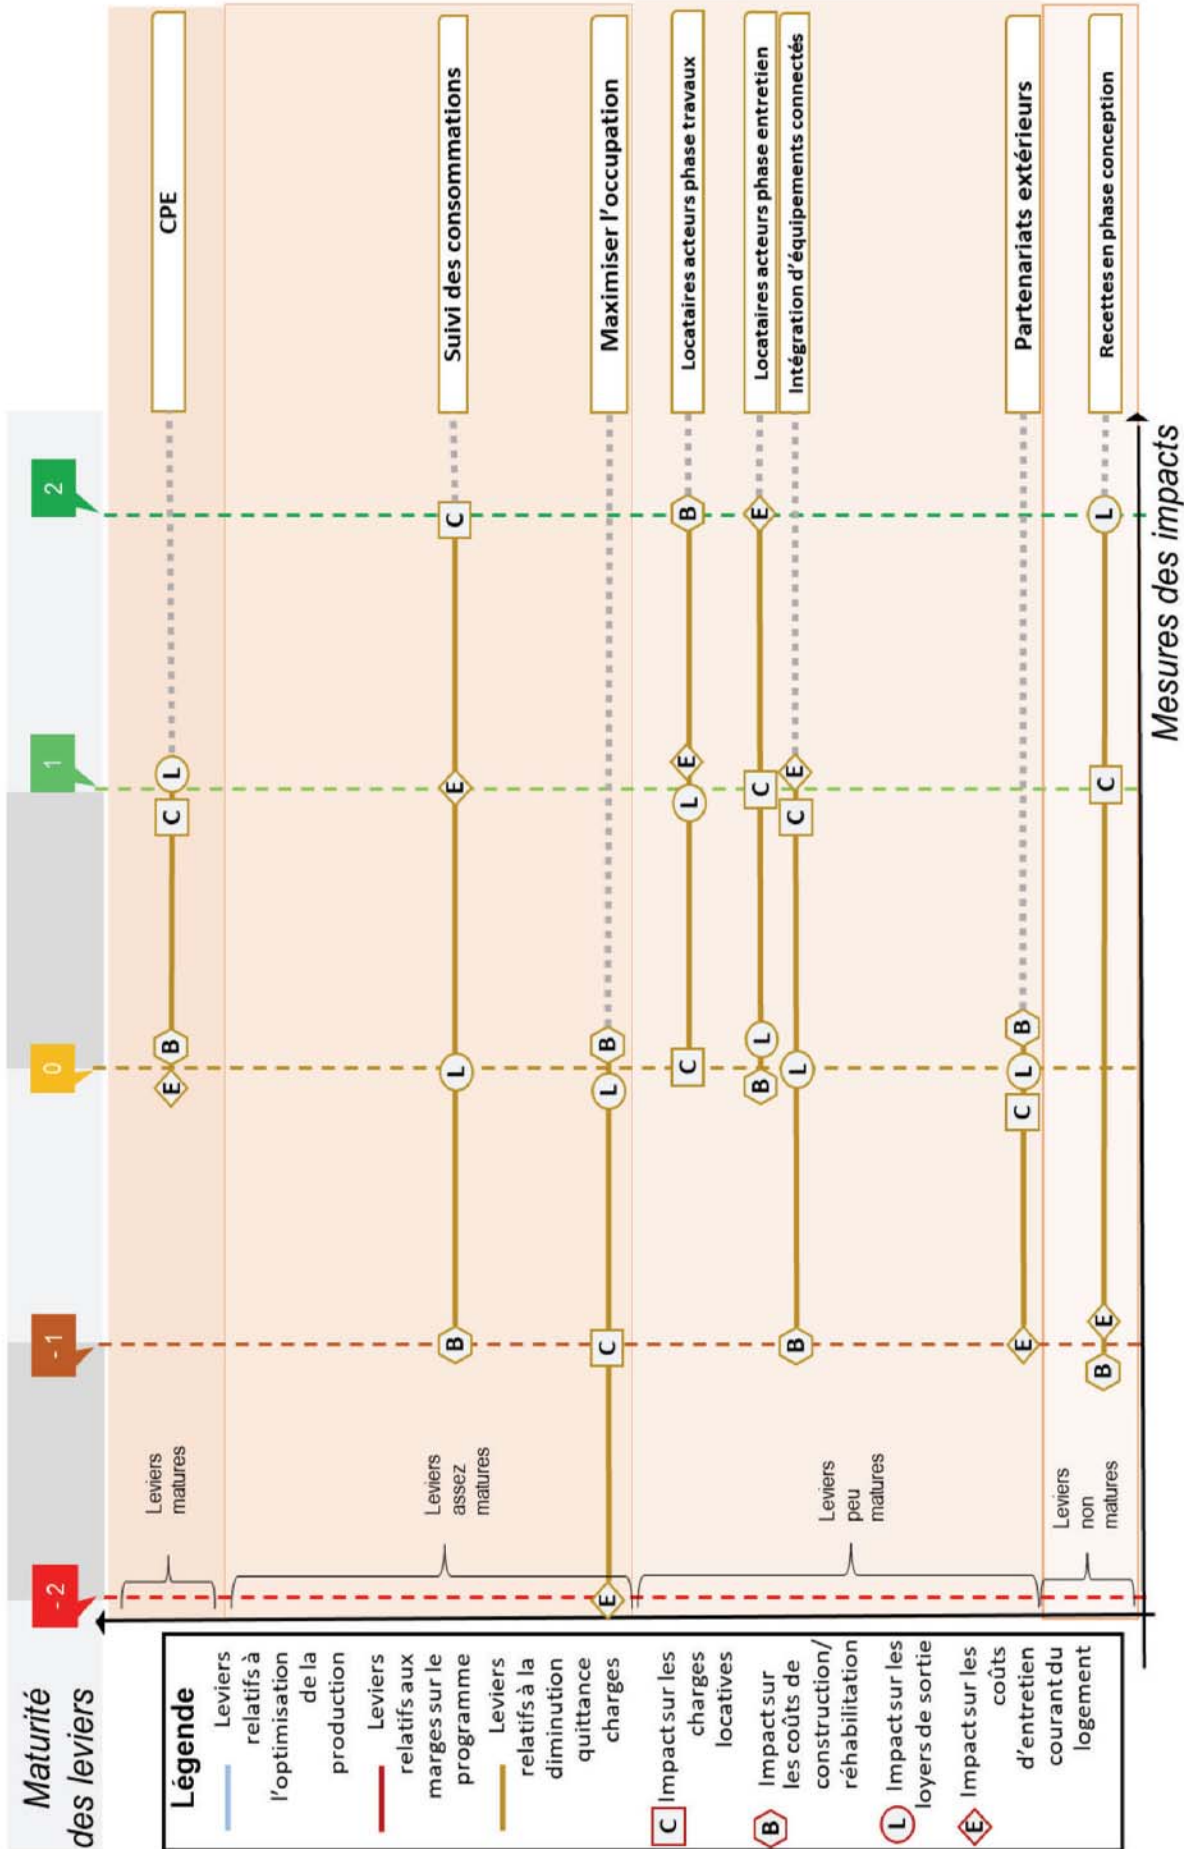 Maturité
des leviers
- 2
- 1
0
1
2
Légende
Leviers
relatifs à
l'optimisation
de la
production
Leviers
relatifs aux
marges sur le
programme
Leviers
relatifs à la
diminution
quittance
charges
C Impact sur les
charges
locatives
B Impact sur
les coûts de
construction/
réhabilitation
L Impact sur les
loyers de sortie
E Impact sur les
coûts
d'entretien
courant du
logement
Leviers
matures
E B C L
CPE
Leviers
assez
matures
B L E C
Suivi des consommations
E C L B
Maximiser l'occupation
Leviers
peu
matures
C L E B
Locataires acteurs phase travaux
B L C E
Locataires acteurs phase entretien
B L C E
Intégration d'équipements connectés
E C L B
Partenariats extérieurs
Leviers
non
matures
B E C L
Recettes en phase conception
Mesures des impacts